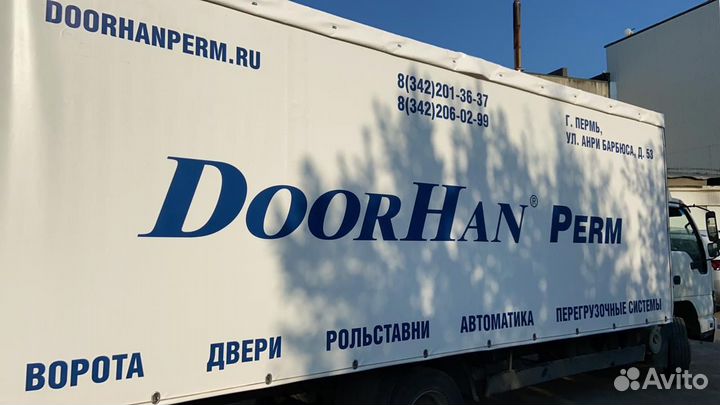 DOORHANPERM.RU
8(342)201-36-37
8(342)206-02-99
Г. ПЕРМЬ,
УЛ. АНРИ БАРБЮСА, Д. 53
DOORHAN® PERM
ВОРОТА ДВЕРИ РОЛЬСТАВНИ АВТОМАТИКА ПЕРЕГРУЗОЧНЫЕ СИСТЕМЫ
Avito